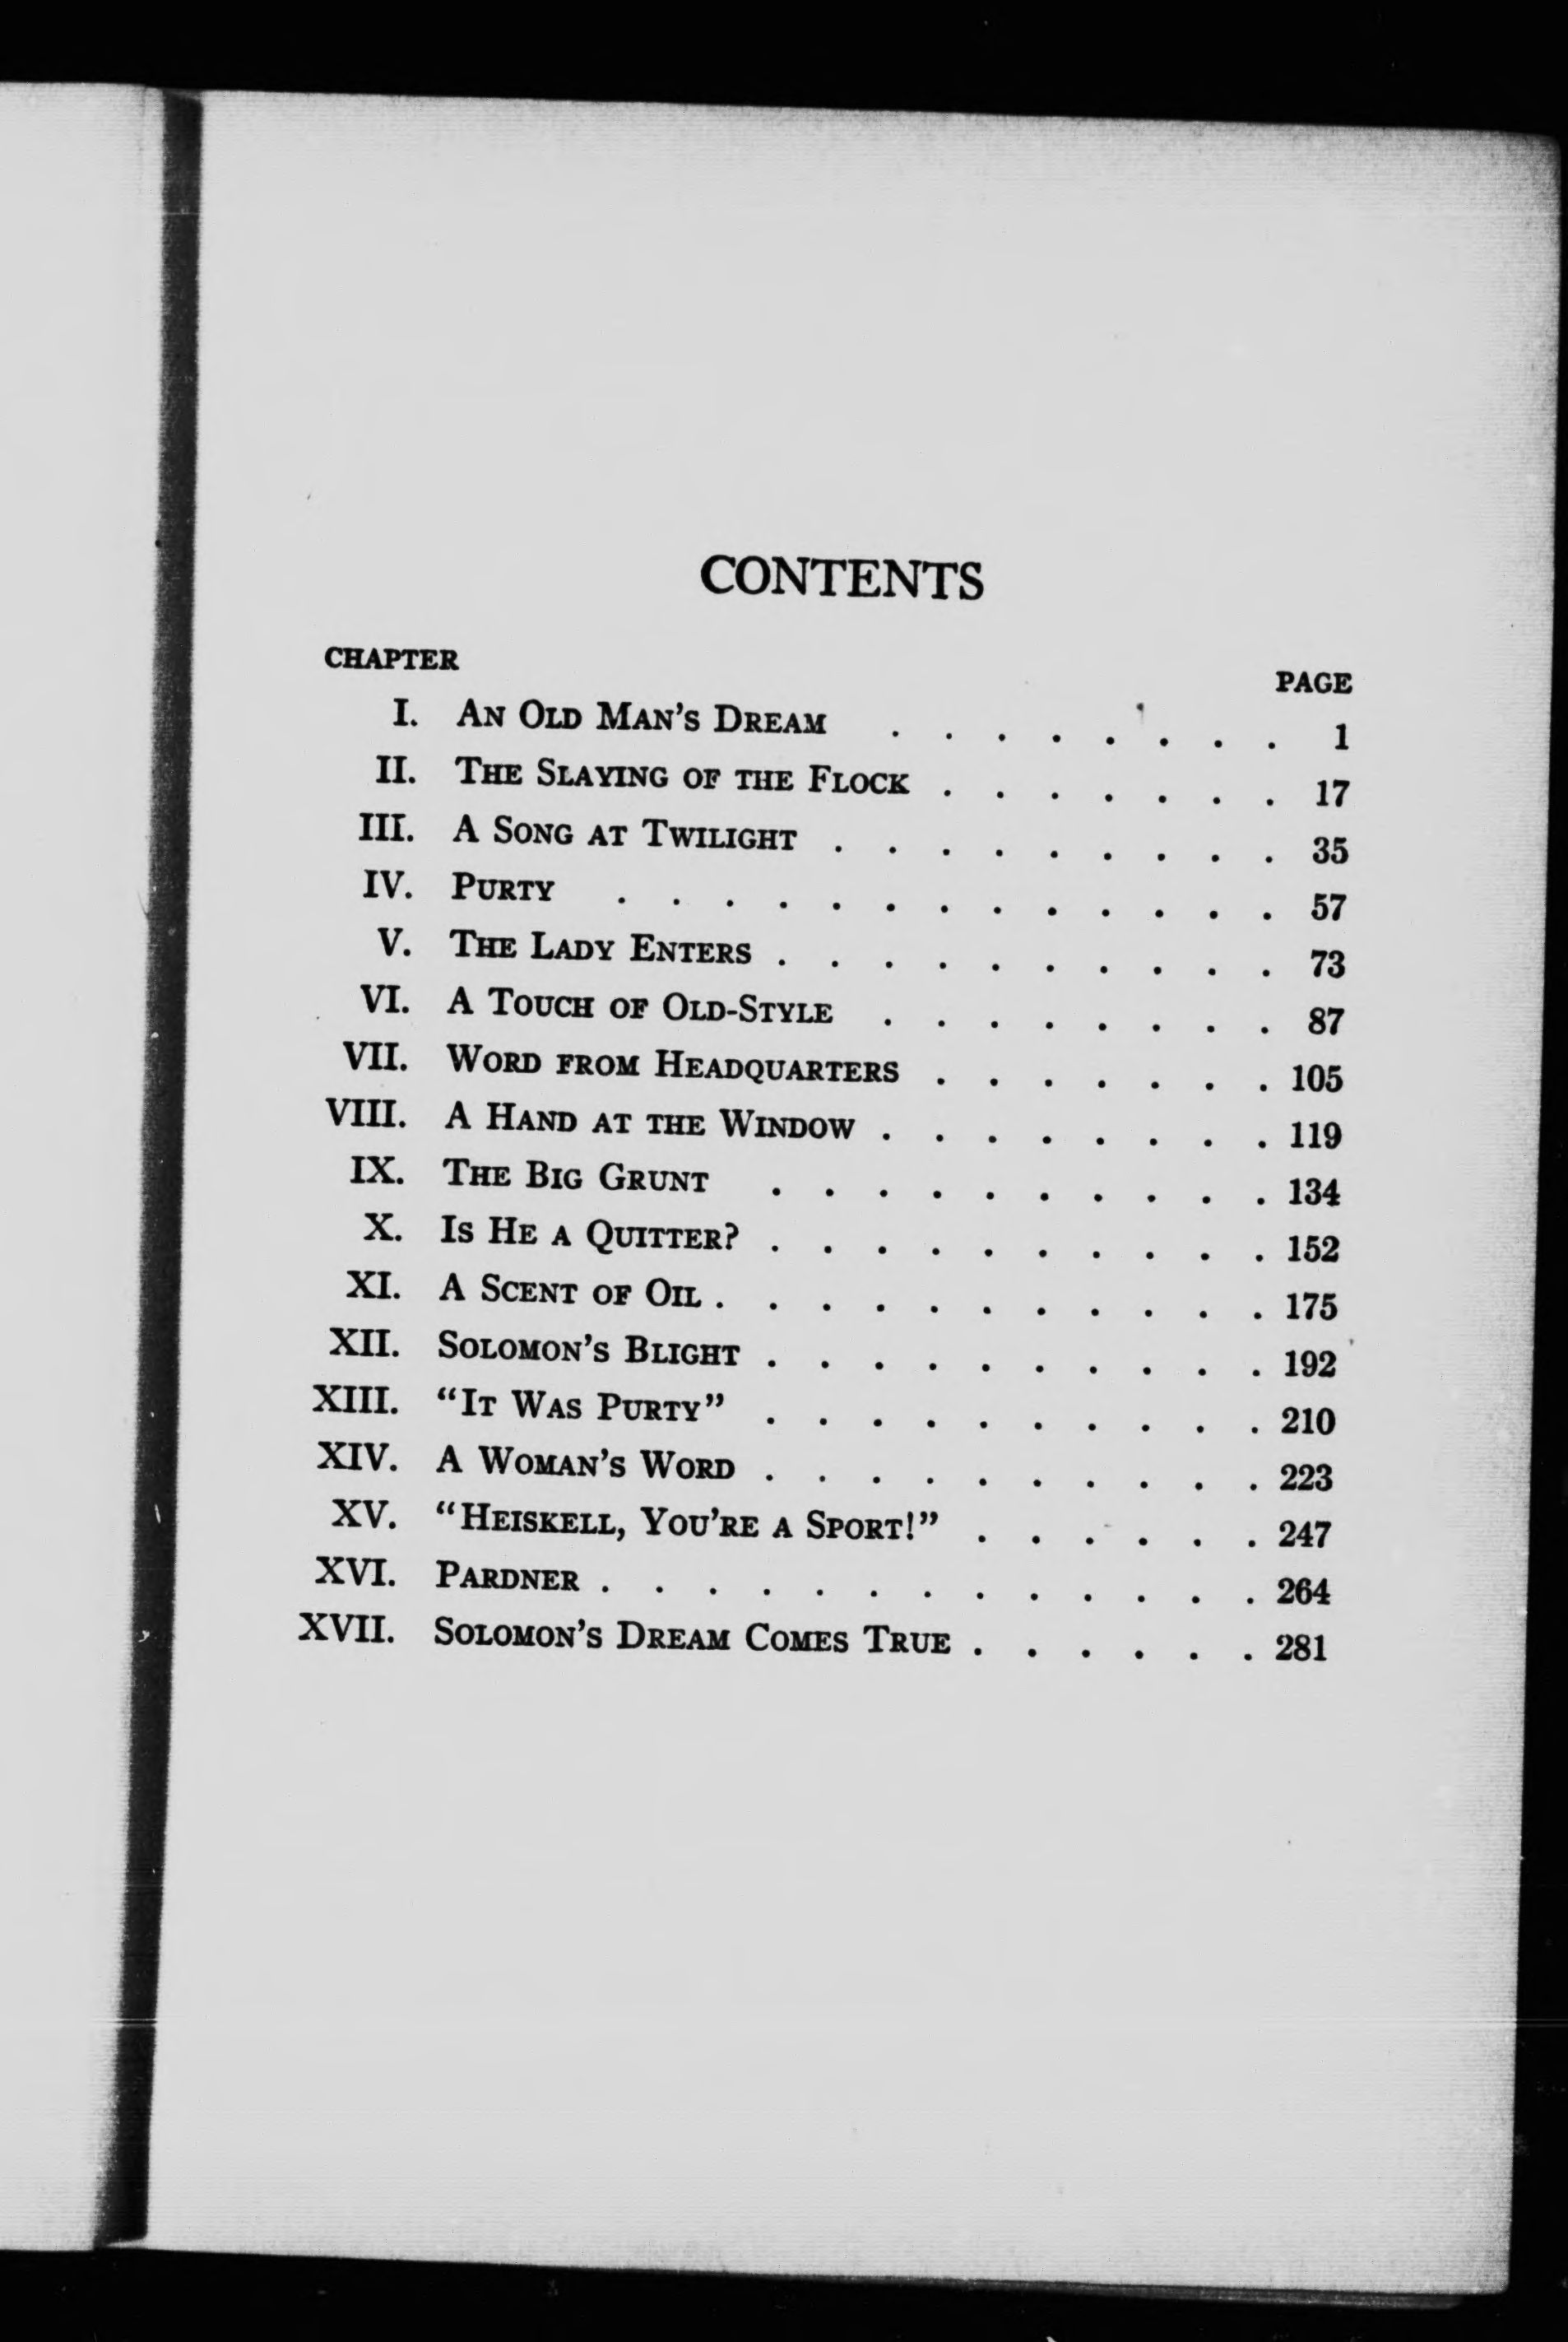 CONTENTS
CHAPTER PAGE
I. AN OLD MAN'S DREAM . . . . . . . . 1
II. THE SLAYING OF THE FLOCK . . . . . . . 17
III. A SONG AT TWILIGHT . . . . . . . . . 35
IV. PURTY . . . . . . . . . . . . . 57
V. THE LADY ENTERS . . . . . . . . . . 73
VI. A TOUCH OF OLD-STYLE . . . . . . . . 87
VII. WORD FROM HEADQUARTERS . . . . . . . 105
VIII. A HAND AT THE WINDOW . . . . . . . . 119
IX. THE BIG GRUNT . . . . . . . . . . 134
X. IS HE A QUITTER? . . . . . . . . . . 152
XI. A SCENT OF OIL . . . . . . . . . . . 175
XII. SOLOMON'S BLIGHT . . . . . . . . . . 192
XIII. "IT WAS PURTY" . . . . . . . . . . 210
XIV. A WOMAN'S WORD . . . . . . . . . . 223
XV. "HEISKELL, YOU'RE A SPORT!" . . . . . . 247
XVI. PARDNER . . . . . . . . . . . . . 264
XVII. SOLOMON'S DREAM COMES TRUE . . . . . . 281